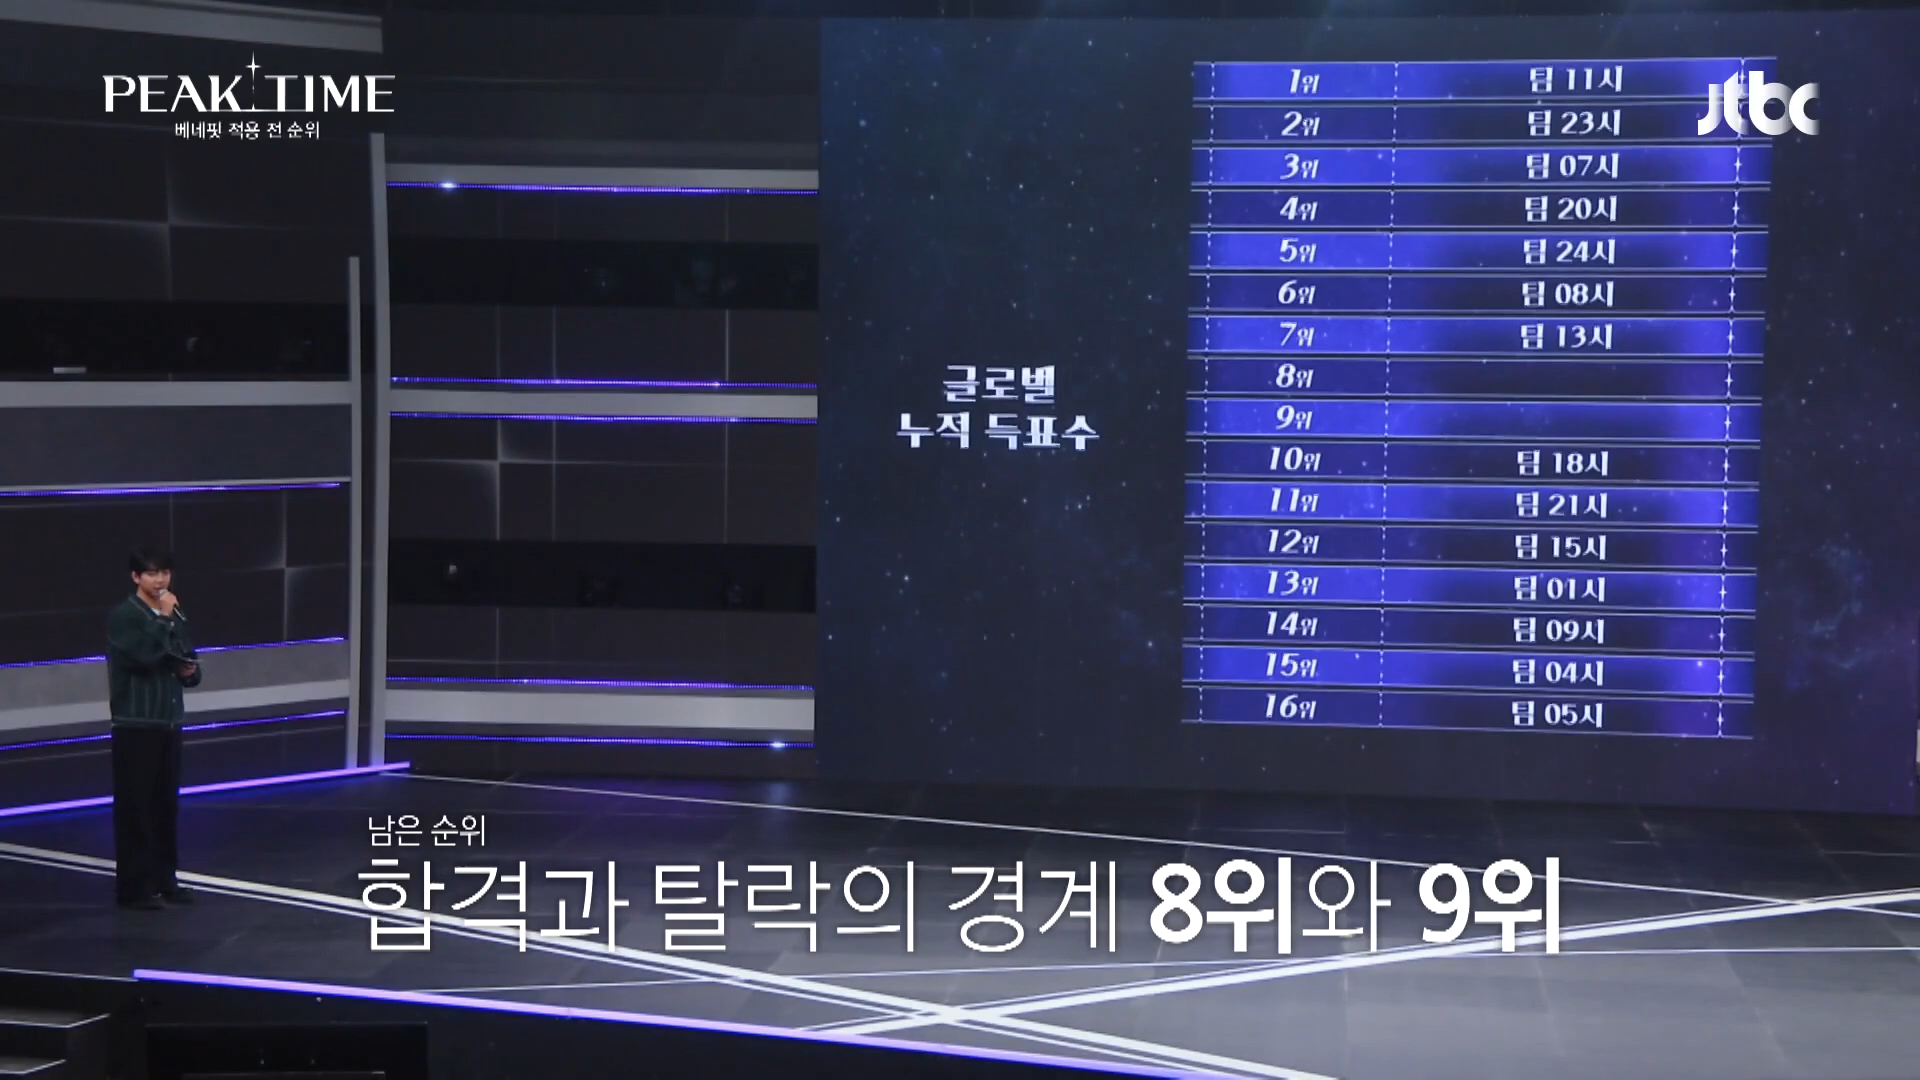 PEAK TIME
베네핏 적용 전 순위
jtbc
글로벌
누적 득표수
1위 팀 11시
2위 팀 23시
3위 팀 07시
4위 팀 20시
5위 팀 24시
6위 팀 08시
7위 팀 13시
8위
9위
10위 팀 18시
11위 팀 21시
12위 팀 15시
13위 팀 01시
14위 팀 09시
15위 팀 04시
16위 팀 05시
남은 순위
합격과 탈락의 경계 8위와 9위